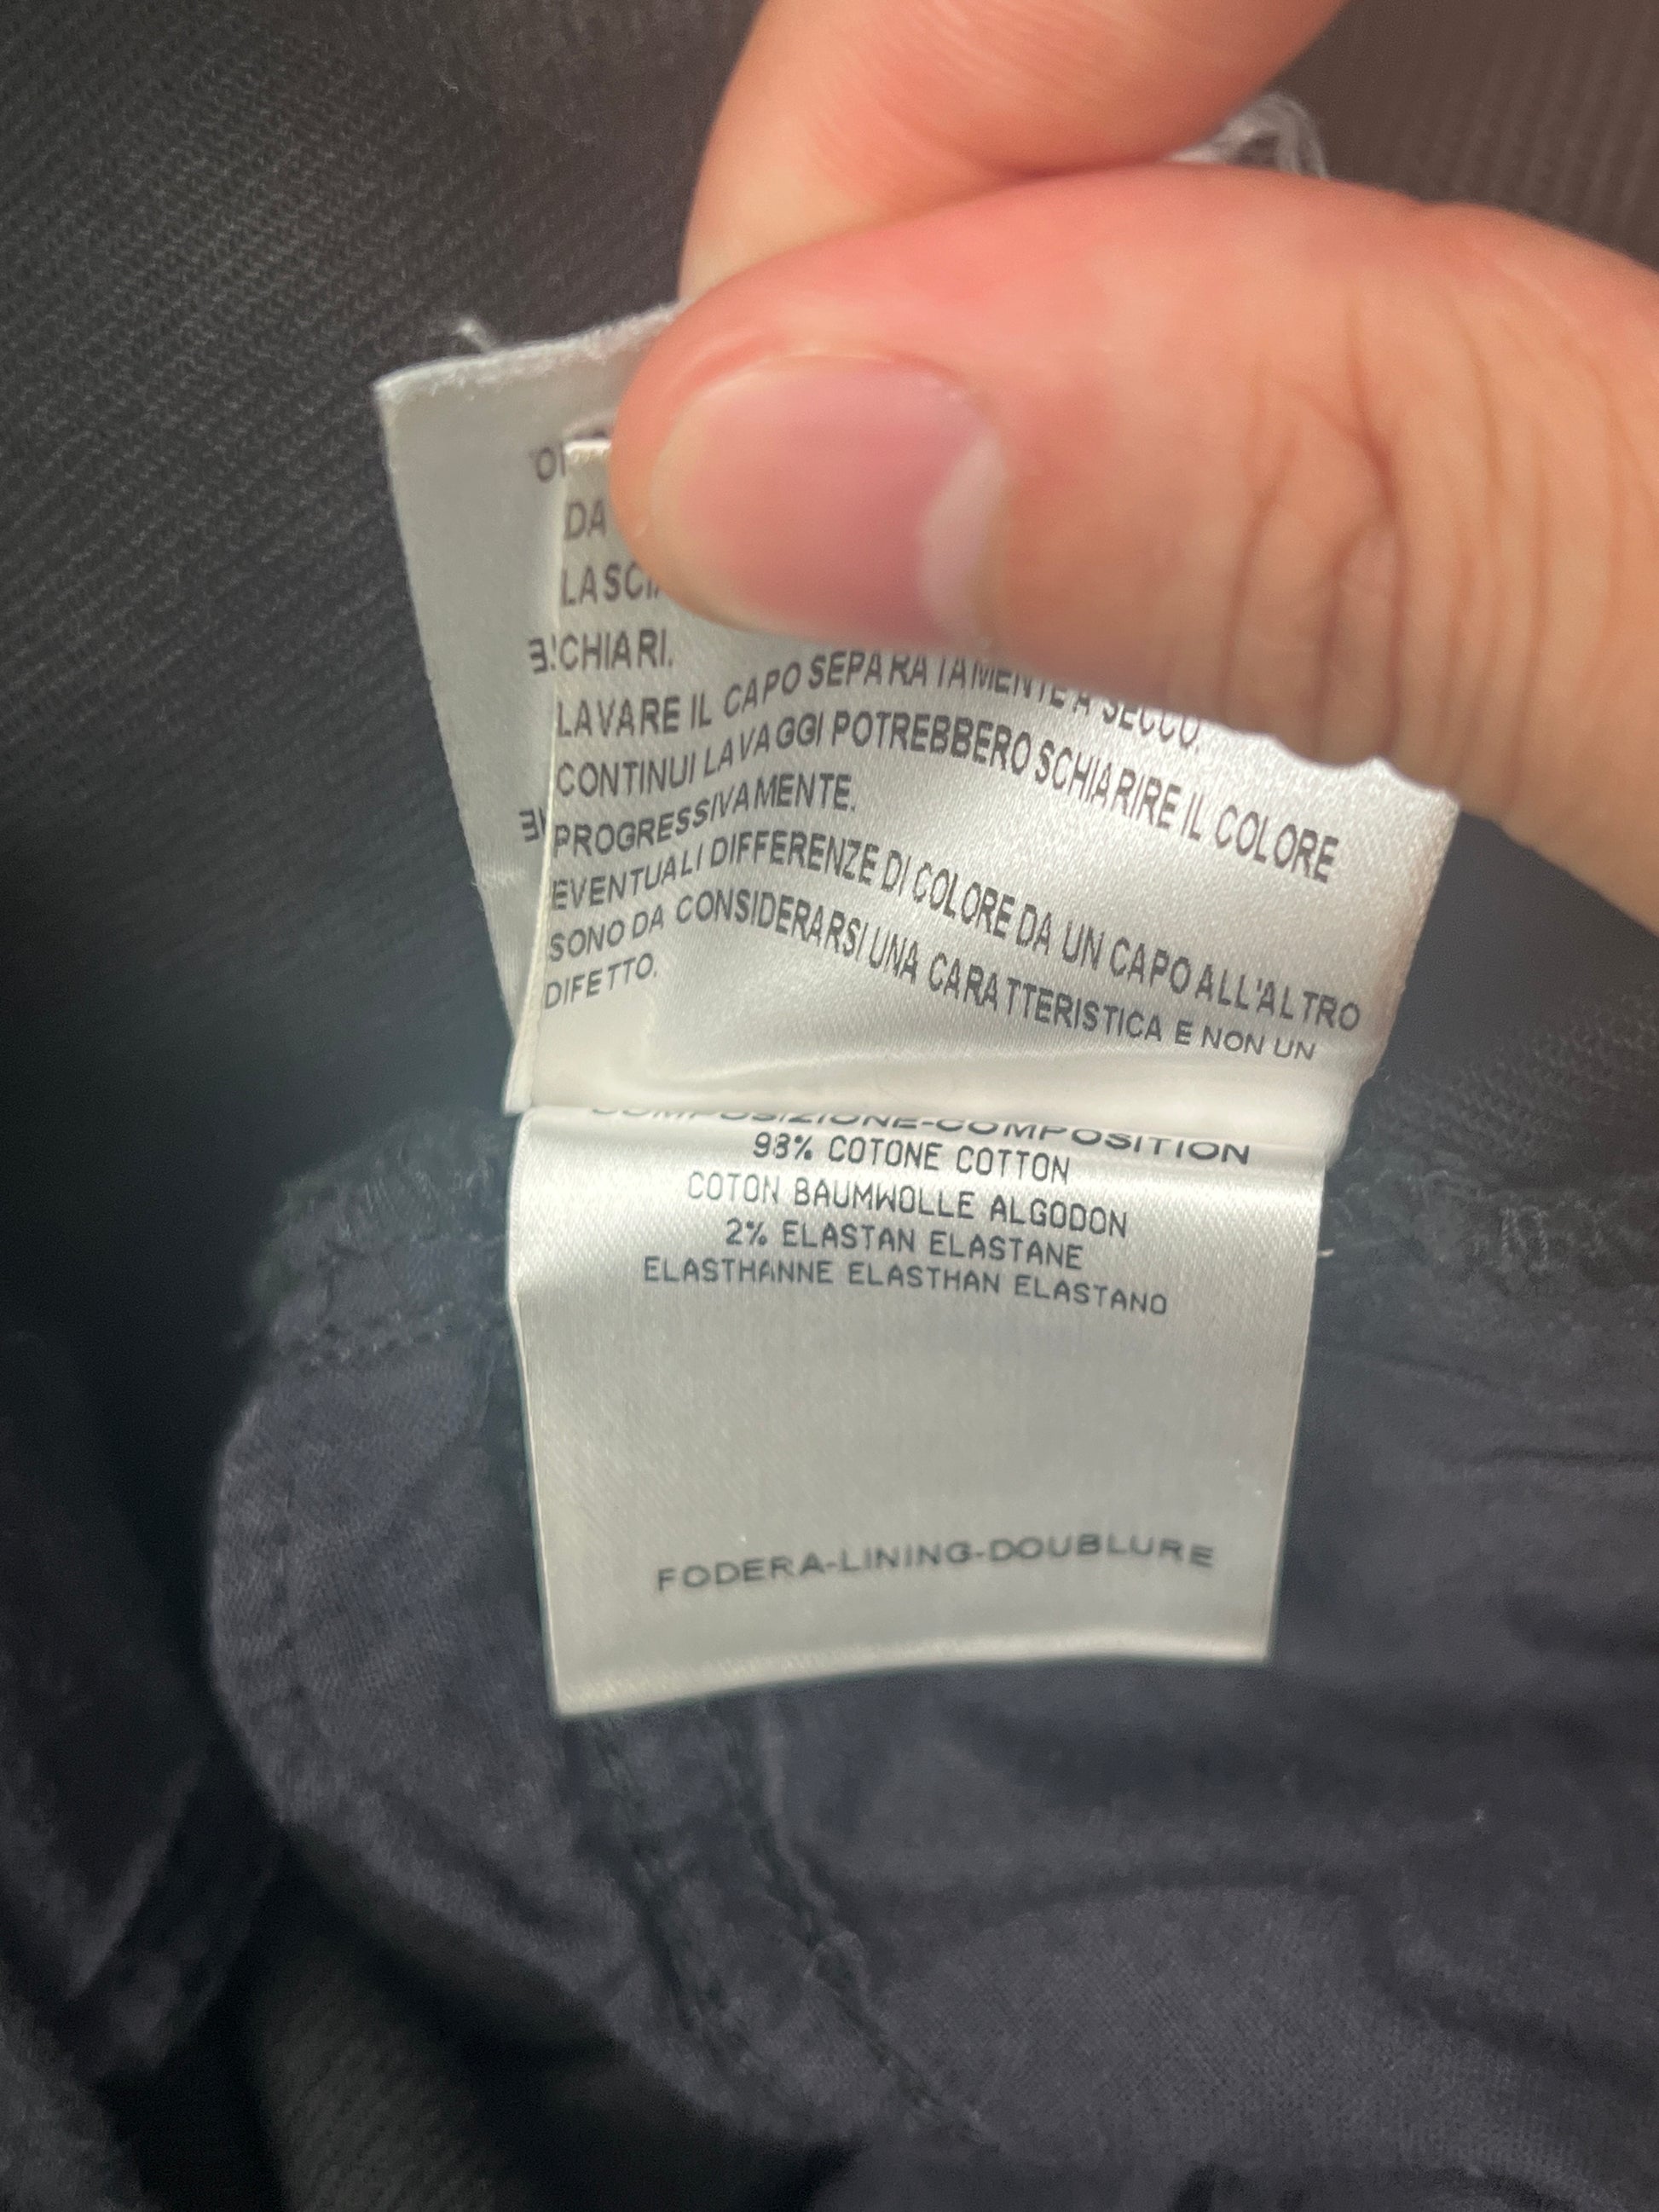 DA
CHIARI.
LAVARE IL CAPO SEPARATAMENTE A SECCO.
CONTINUI LAVAGGI POTREBBERO SCHIARIRE IL COLORE
PROGRESSIVAMENTE.
EVENTUALI DIFFERENZE DI COLORE DA UN CAPO ALL'ALTRO
SONO DA CONSIDERARSI UNA CARATTERISTICA E NON UN
DIFETTO.
COMPOSIZIONE-COMPOSITION
98% COTONE COTTON
COTON BAUMWOLLE ALGODON
2% ELASTAN ELASTANE
ELASTHANNE ELASTHAN ELASTANO
FODERA-LINING-DOUBLURE